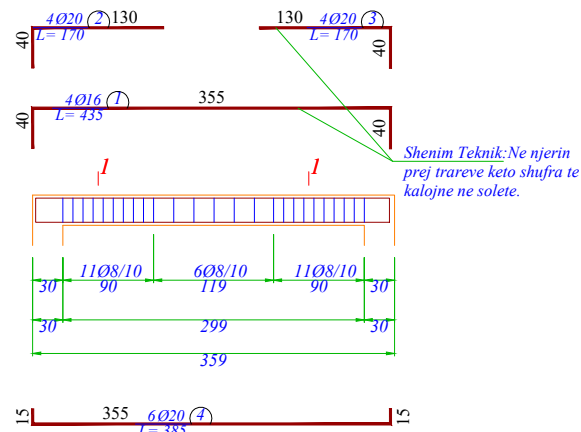 4Ø20 2 130
L= 170
40
130 4Ø20 3
L= 170
40
4Ø16 1 355
L= 435
40
40
Shenim Teknik:Ne njerin
prej trareve keto shufra te
kalojne ne solete.
1 1
11Ø8/10 6Ø8/10 11Ø8/10
30 90 119 90 30
30 299 30
359
15 355 6Ø20 4 15
L= 385